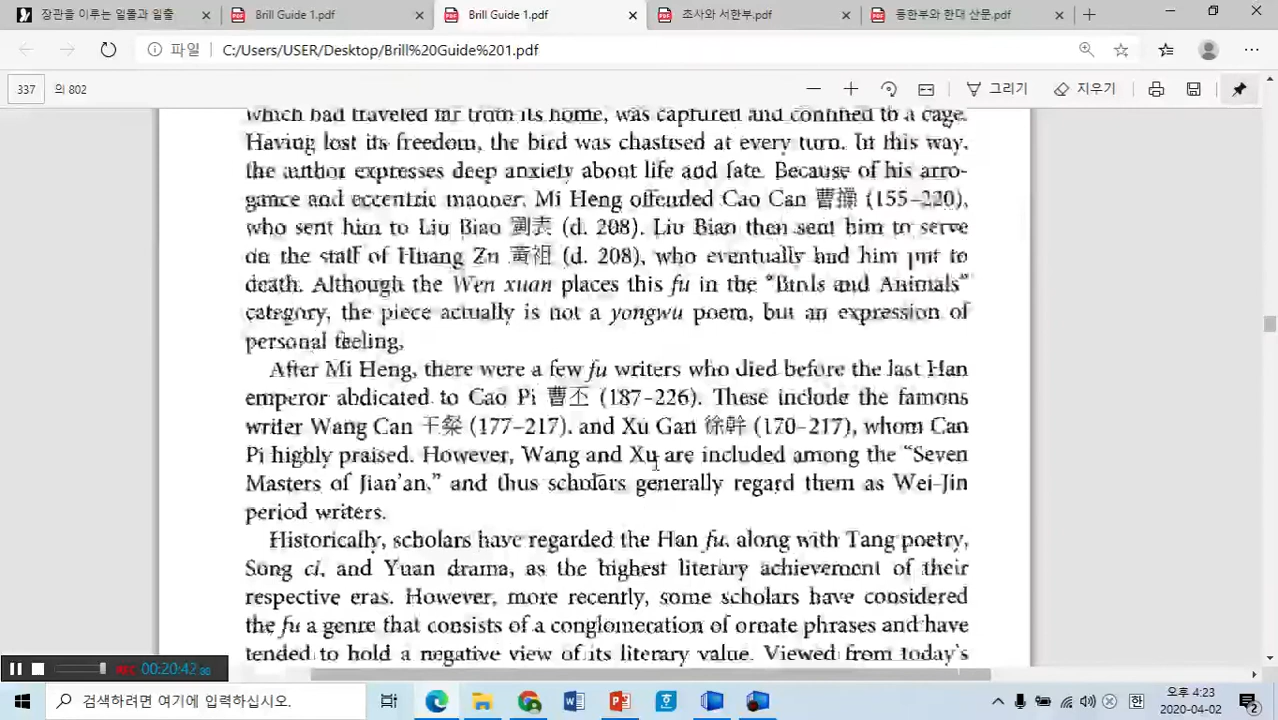 장관을 이루는 일몰과 일출
Brill Guide 1.pdf
Brill Guide 1.pdf
초사와 서한부.pdf
동한부와 한대 산문.pdf
파일 C:/Users/USER/Desktop/Brill%20Guide%201.pdf
337 의 802 그리기 지우기
which had traveled far from its home, was captured and confined to a cage.
Having lost its freedom, the bird was chastised at every turn. In this way,
the author expresses deep anxiety about life and fate. Because of his arro-
gance and eccentric manner, Mi Heng offended Cao Cao 曹操 (155–220),
who sent him to Liu Biao 劉表 (d. 208). Liu Biao then sent him to serve
on the staff of Huang Zu 黃祖 (d. 208), who eventually had him put to
death. Although the Wen xuan places this fu in the “Birds and Animals”
category, the piece actually is not a yongwu poem, but an expression of
personal feeling.
After Mi Heng, there were a few fu writers who died before the last Han
emperor abdicated to Cao Pi 曹丕 (187–226). These include the famous
writer Wang Can 王粲 (177–217), and Xu Gan 徐幹 (170–217), whom Cao
Pi highly praised. However, Wang and Xu are included among the “Seven
Masters of Jian’an,” and thus scholars generally regard them as Wei-Jin
period writers.
Historically, scholars have regarded the Han fu, along with Tang poetry,
Song ci, and Yuan drama, as the highest literary achievement of their
respective eras. However, more recently, some scholars have considered
the fu a genre that consists of a conglomeration of ornate phrases and have
tended to hold a negative view of its literary value. Viewed from today’s
REC 00:20:42
검색하려면 여기에 입력하십시오.
한
오후 4:23
2020-04-02
2